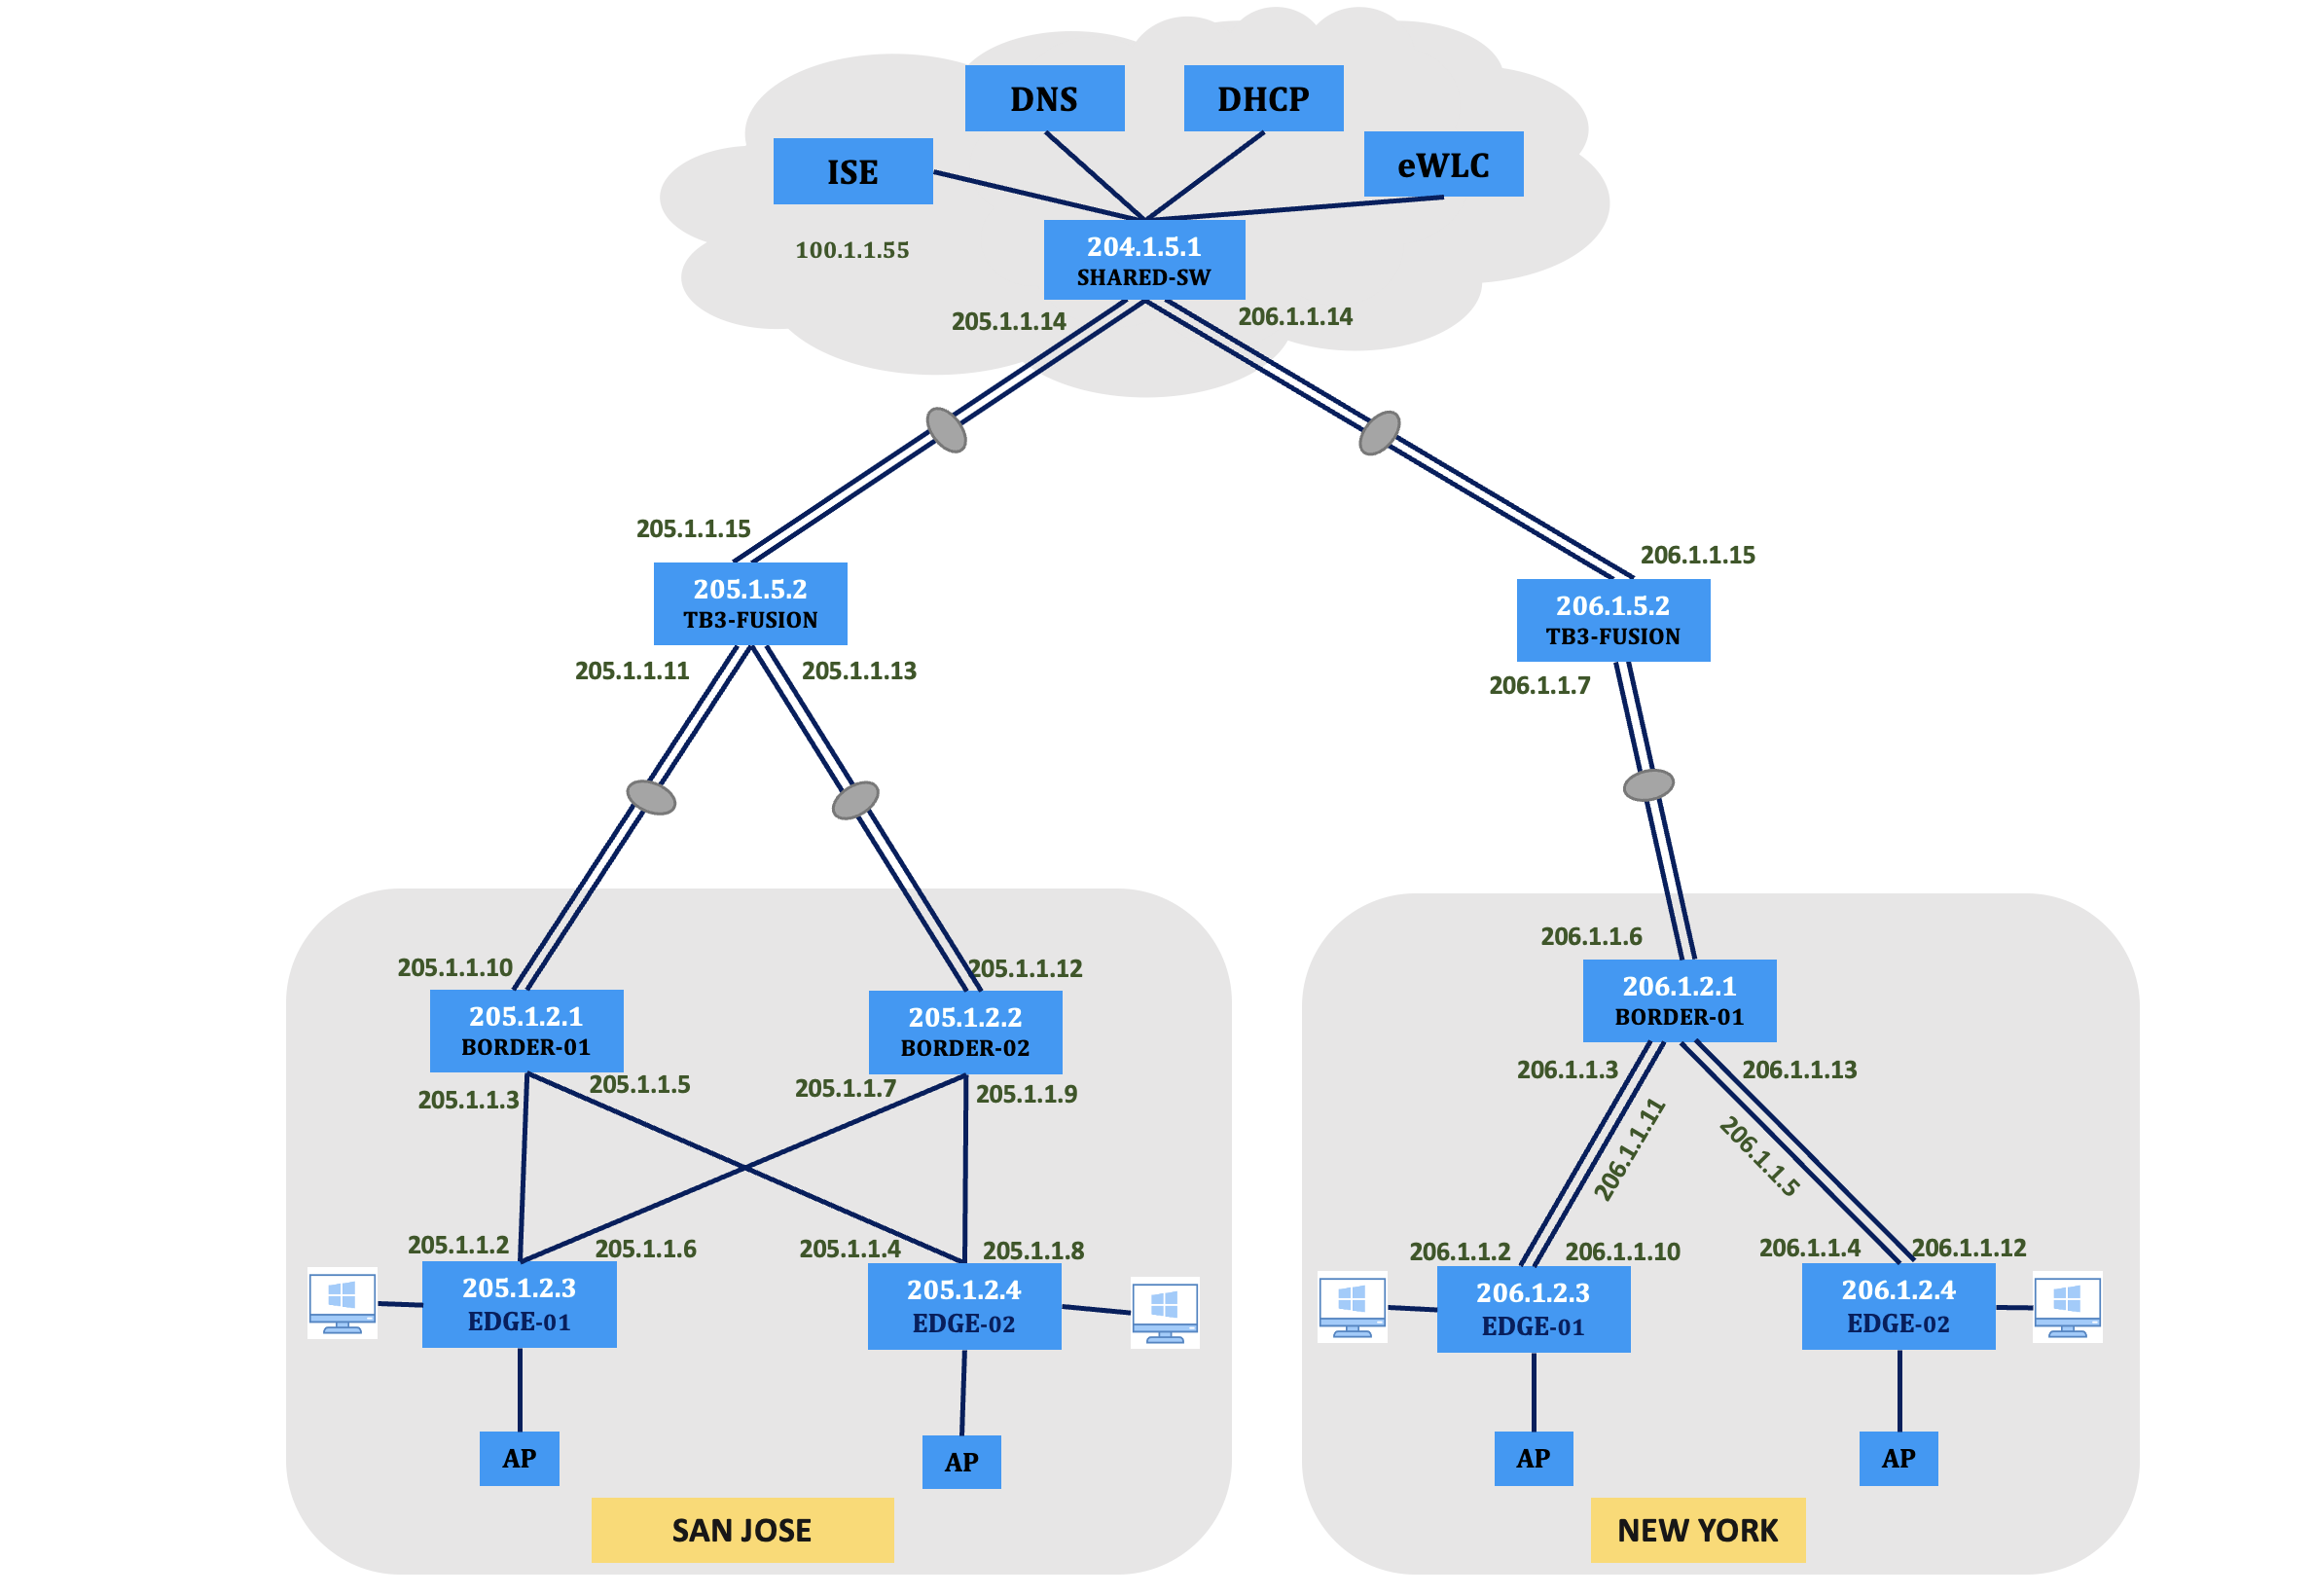 DNS
DHCP
ISE
eWLC
100.1.1.55
204.1.5.1
SHARED-SW
205.1.1.14
206.1.1.14
205.1.1.15
206.1.1.15
205.1.5.2
TB3-FUSION
206.1.5.2
TB3-FUSION
205.1.1.11
205.1.1.13
206.1.1.7
205.1.1.10
205.1.1.12
206.1.1.6
205.1.2.1
BORDER-01
205.1.2.2
BORDER-02
206.1.2.1
BORDER-01
205.1.1.3
205.1.1.5
205.1.1.7
205.1.1.9
206.1.1.3
206.1.1.13
206.1.1.11
206.1.1.5
205.1.1.2
205.1.1.6
205.1.1.4
205.1.1.8
206.1.1.2
206.1.1.10
206.1.1.4
206.1.1.12
205.1.2.3
EDGE-01
205.1.2.4
EDGE-02
206.1.2.3
EDGE-01
206.1.2.4
EDGE-02
AP
AP
AP
AP
SAN JOSE
NEW YORK